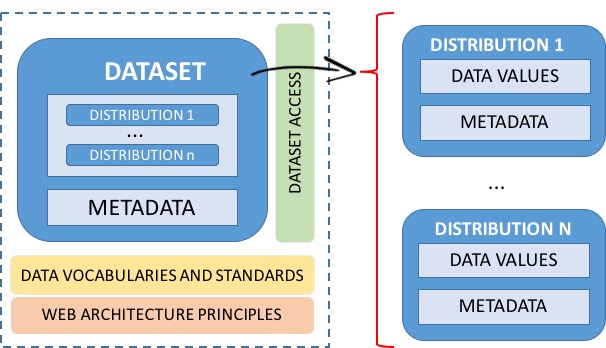 DATASET
DISTRIBUTION 1
...
DISTRIBUTION n
METADATA
DATASET ACCESS
DATA VOCABULARIES AND STANDARDS
WEB ARCHITECTURE PRINCIPLES
DISTRIBUTION 1
DATA VALUES
METADATA
...
DISTRIBUTION N
DATA VALUES
METADATA